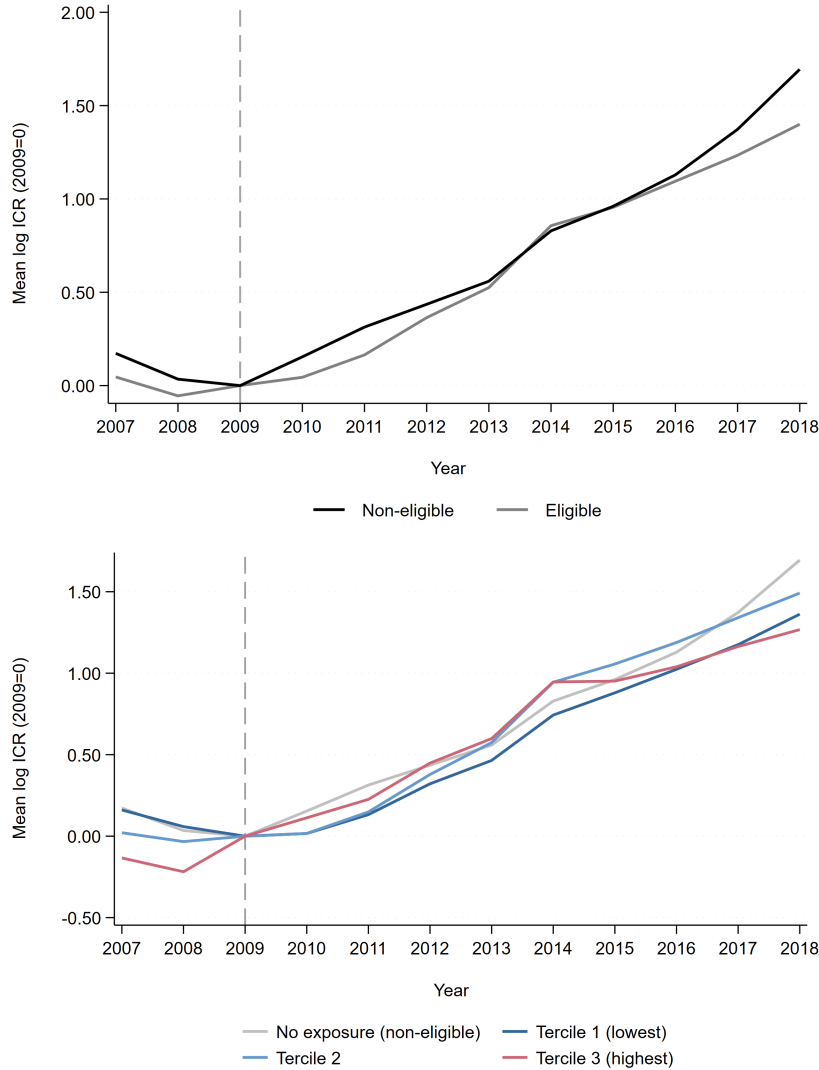 2.00
1.50
1.00
0.50
0.00
Mean log ICR (2009=0)
2007 2008 2009 2010 2011 2012 2013 2014 2015 2016 2017 2018
Year
Non-eligible Eligible
1.50
1.00
0.50
0.00
-0.50
Mean log ICR (2009=0)
2007 2008 2009 2010 2011 2012 2013 2014 2015 2016 2017 2018
Year
No exposure (non-eligible) Tercile 1 (lowest)
Tercile 2 Tercile 3 (highest)